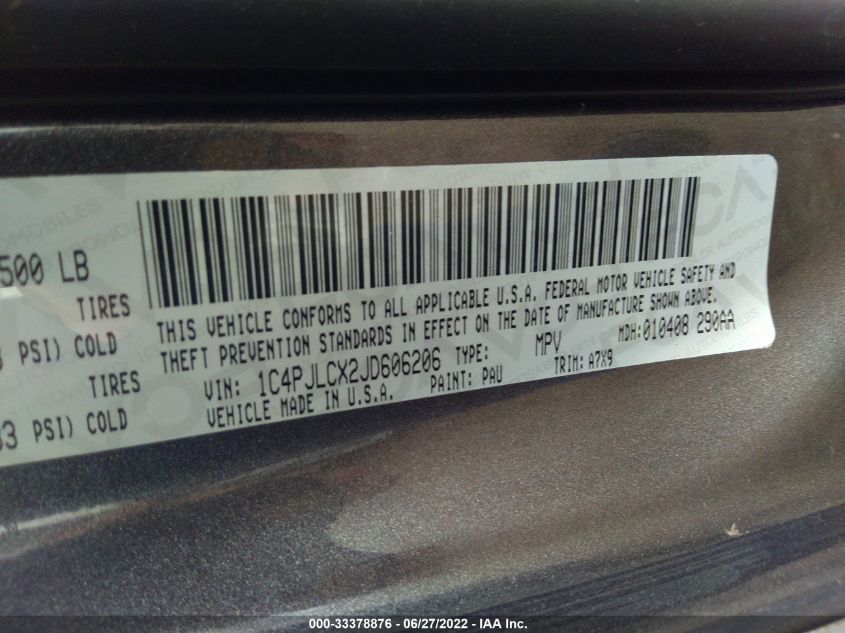 500 LB
TIRES
PSI) COLD
TIRES
PSI) COLD
THIS VEHICLE CONFORMS TO ALL APPLICABLE U.S.A. FEDERAL MOTOR VEHICLE SAFETY AND
THEFT PREVENTION STANDARDS IN EFFECT ON THE DATE OF MANUFACTURE SHOWN ABOVE.
MDH:010408 290AA
VIN: 1C4PJLCX2JD606206 TYPE: MPV
VEHICLE MADE IN U.S.A. PAINT: PAU TRIM: A7X9
000-33378876 - 06/27/2022 - IAA Inc.